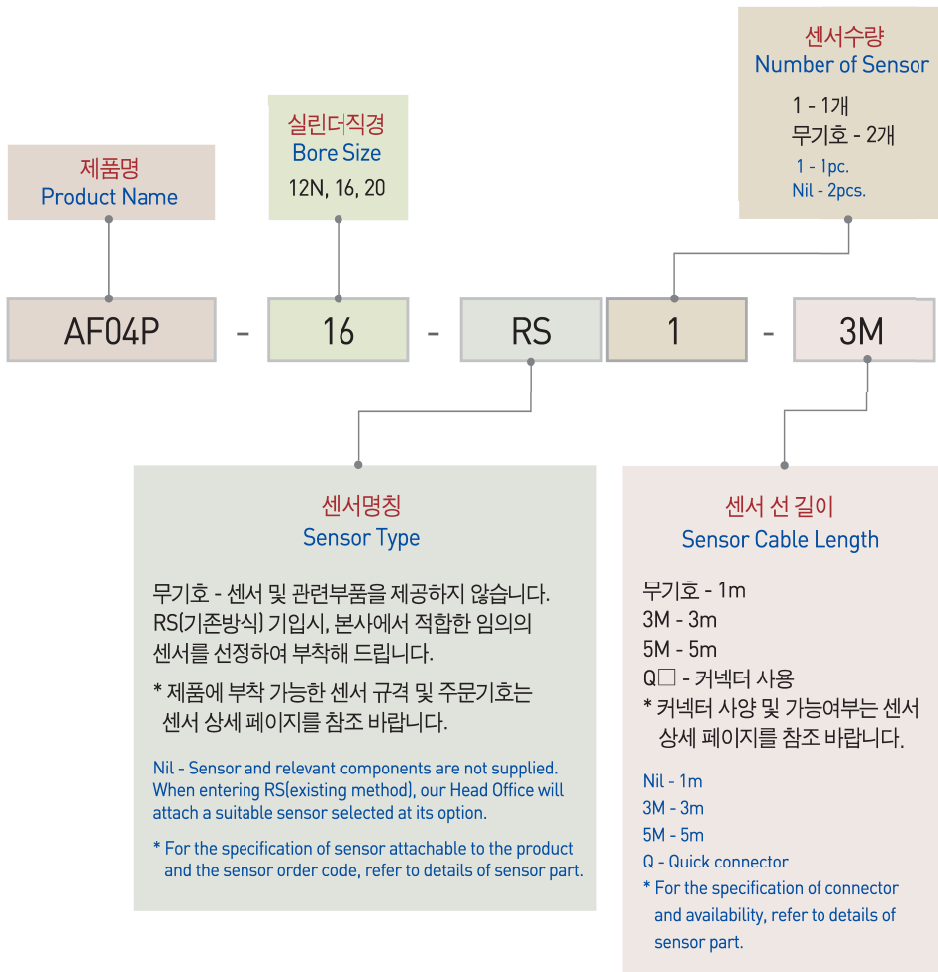 센서수량
Number of Sensor
1 - 1개
무기호 - 2개
1 - 1pc.
Nil - 2pcs.
실린더직경
Bore Size
12N, 16, 20
제품명
Product Name
AF04P - 16 - RS 1 - 3M
센서명칭
Sensor Type
무기호 - 센서 및 관련부품을 제공하지 않습니다.
RS(기존방식) 기입시, 본사에서 적합한 임의의
센서를 선정하여 부착해 드립니다.
* 제품에 부착 가능한 센서 규격 및 주문기호는
센서 상세 페이지를 참조 바랍니다.
Nil - Sensor and relevant components are not supplied.
When entering RS(existing method), our Head Office will
attach a suitable sensor selected at its option.
* For the specification of sensor attachable to the product
and the sensor order code, refer to details of sensor part.
센서 선 길이
Sensor Cable Length
무기호 - 1m
3M - 3m
5M - 5m
Q□ - 커넥더 사용
* 커넥터 사양 및 가능여부는 센서
상세 페이지를 참조 바랍니다.
Nil - 1m
3M - 3m
5M - 5m
Q - Quick connector
* For the specification of connector
and availability, refer to details of
sensor part.